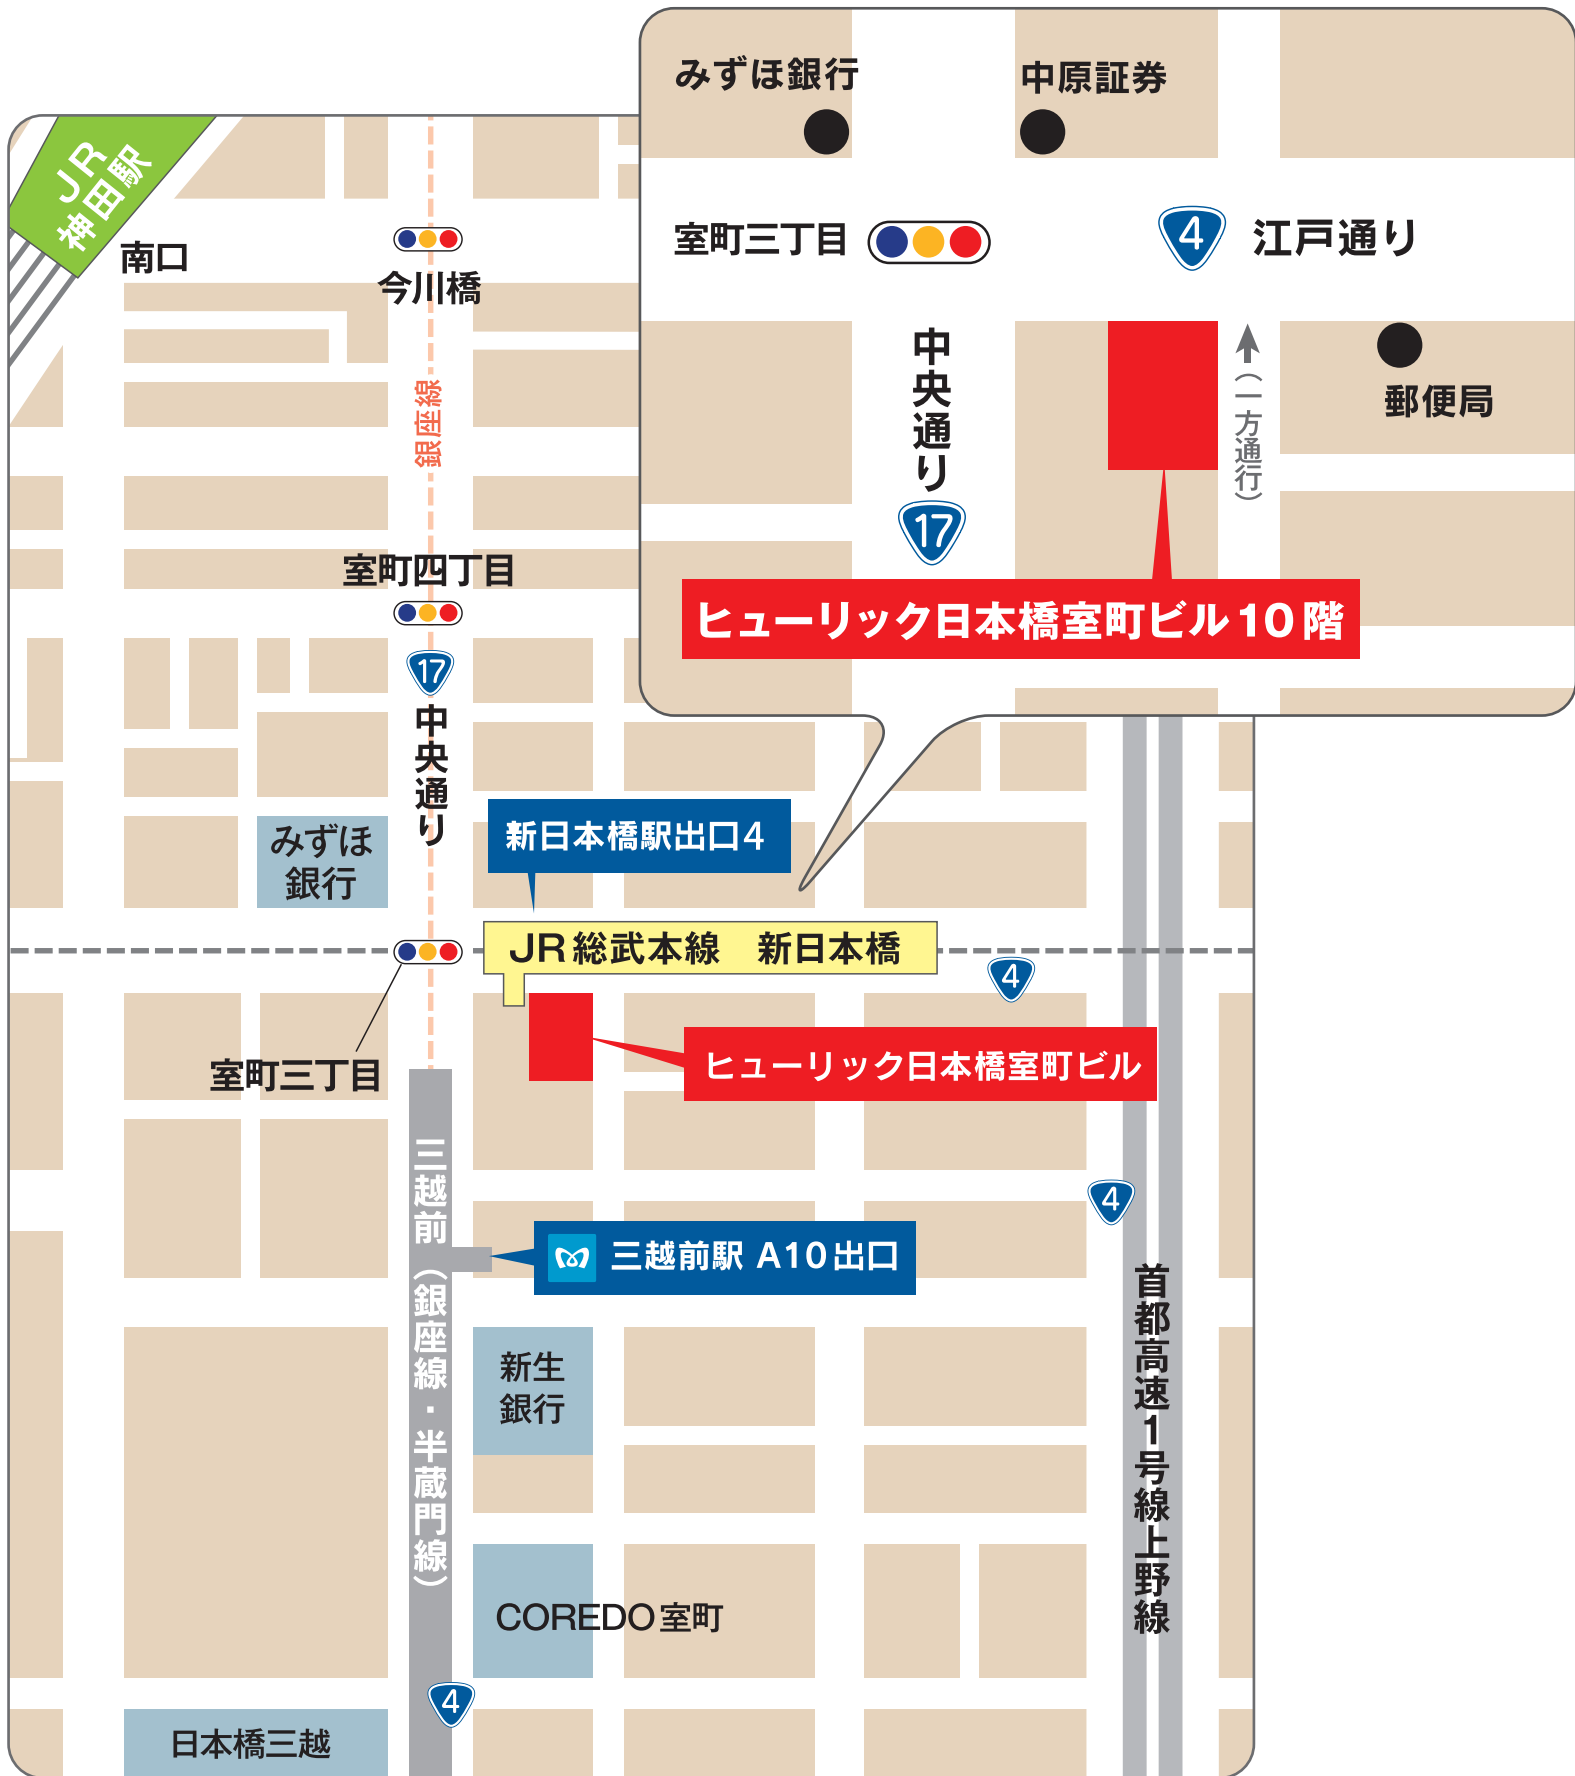 みずほ銀行
中原証券
室町三丁目
4
江戸通り
中央通り
17
(一方通行)
郵便局
ヒューリック日本橋室町ビル10階
JR
神田駅
南口
今川橋
銀座線
室町四丁目
17
中央通り
みずほ
銀行
新日本橋駅出口4
JR総武本線 新日本橋
4
室町三丁目
ヒューリック日本橋室町ビル
三越前(銀座線・半蔵門線)
4
三越前駅 A10出口
首都高速1号線上野線
新生
銀行
COREDO室町
4
日本橋三越